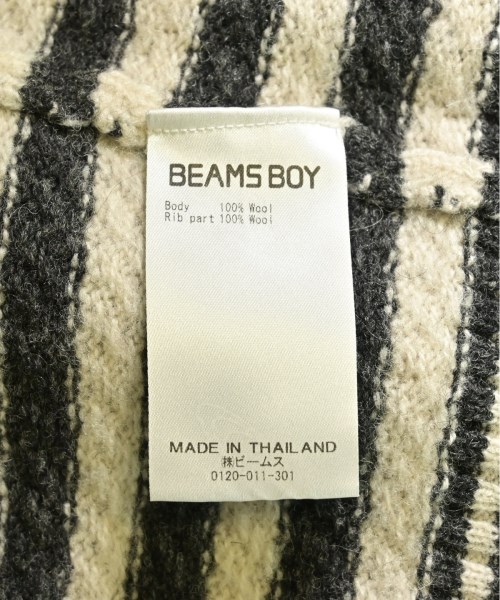 BEAMS BOY
Body 100% Wool
Rib part 100% Wool
MADE IN THAILAND
㈱ビームス
0120-011-301